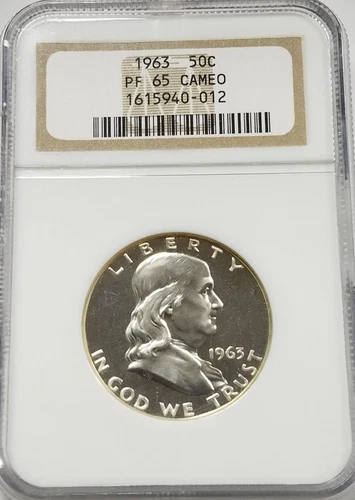 1963 50C
PF 65 CAMEO
1615940-012
LIBERTY
1963
IN GOD WE TRUST